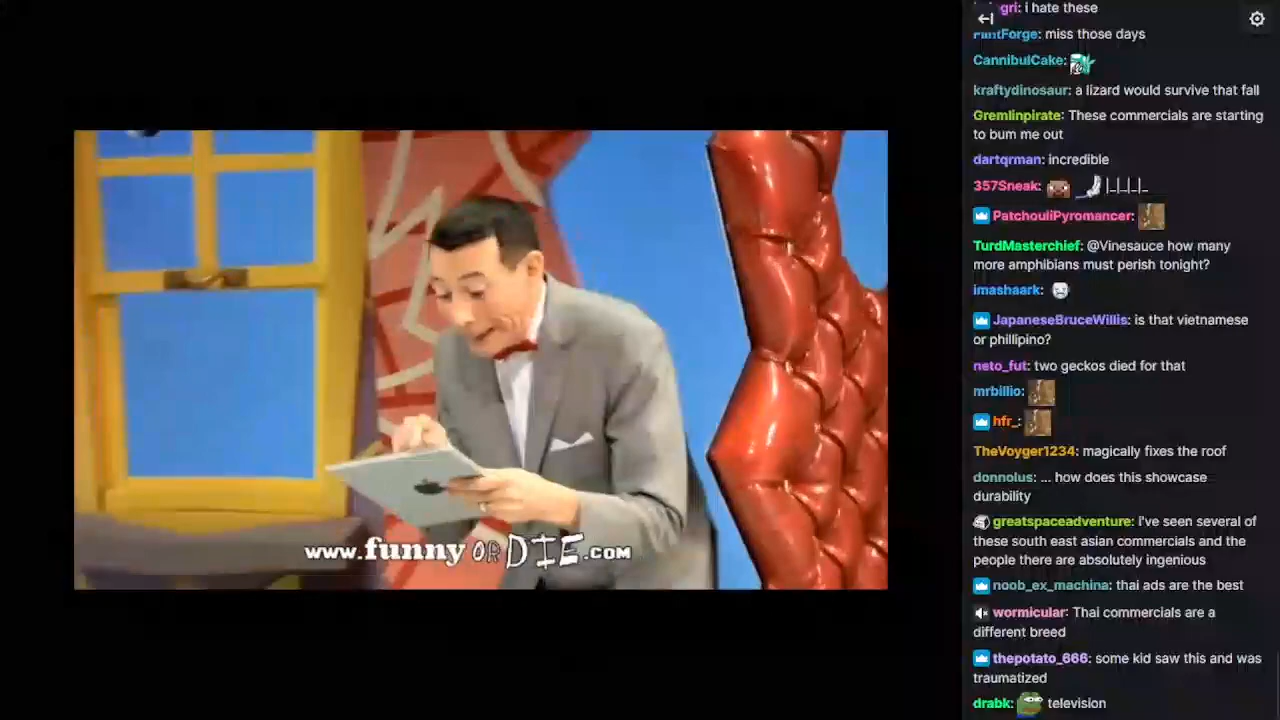 www.funny OR DIE.com
gri: i hate these
FlintForge: miss those days
CannibulCake:
kraftydinosaur: a lizard would survive that fall
Gremlinpirate: These commercials are starting
to bum me out
dartqrman: incredible
357Sneak: |_|_|_|_
PatchouliPyromancer:
TurdMasterchief: @Vinesauce how many
more amphibians must perish tonight?
imashaark:
JapaneseBruceWillis: is that vietnamese
or phillipino?
neto_fut: two geckos died for that
mrbillio:
hfr_:
TheVoyger1234: magically fixes the roof
donnolus: ... how does this showcase
durability
greatspaceadventure: I've seen several of
these south east asian commercials and the
people there are absolutely ingenious
noob_ex_machina: thai ads are the best
wormicular: Thai commercials are a
different breed
thepotato_666: some kid saw this and was
traumatized
drabk: television